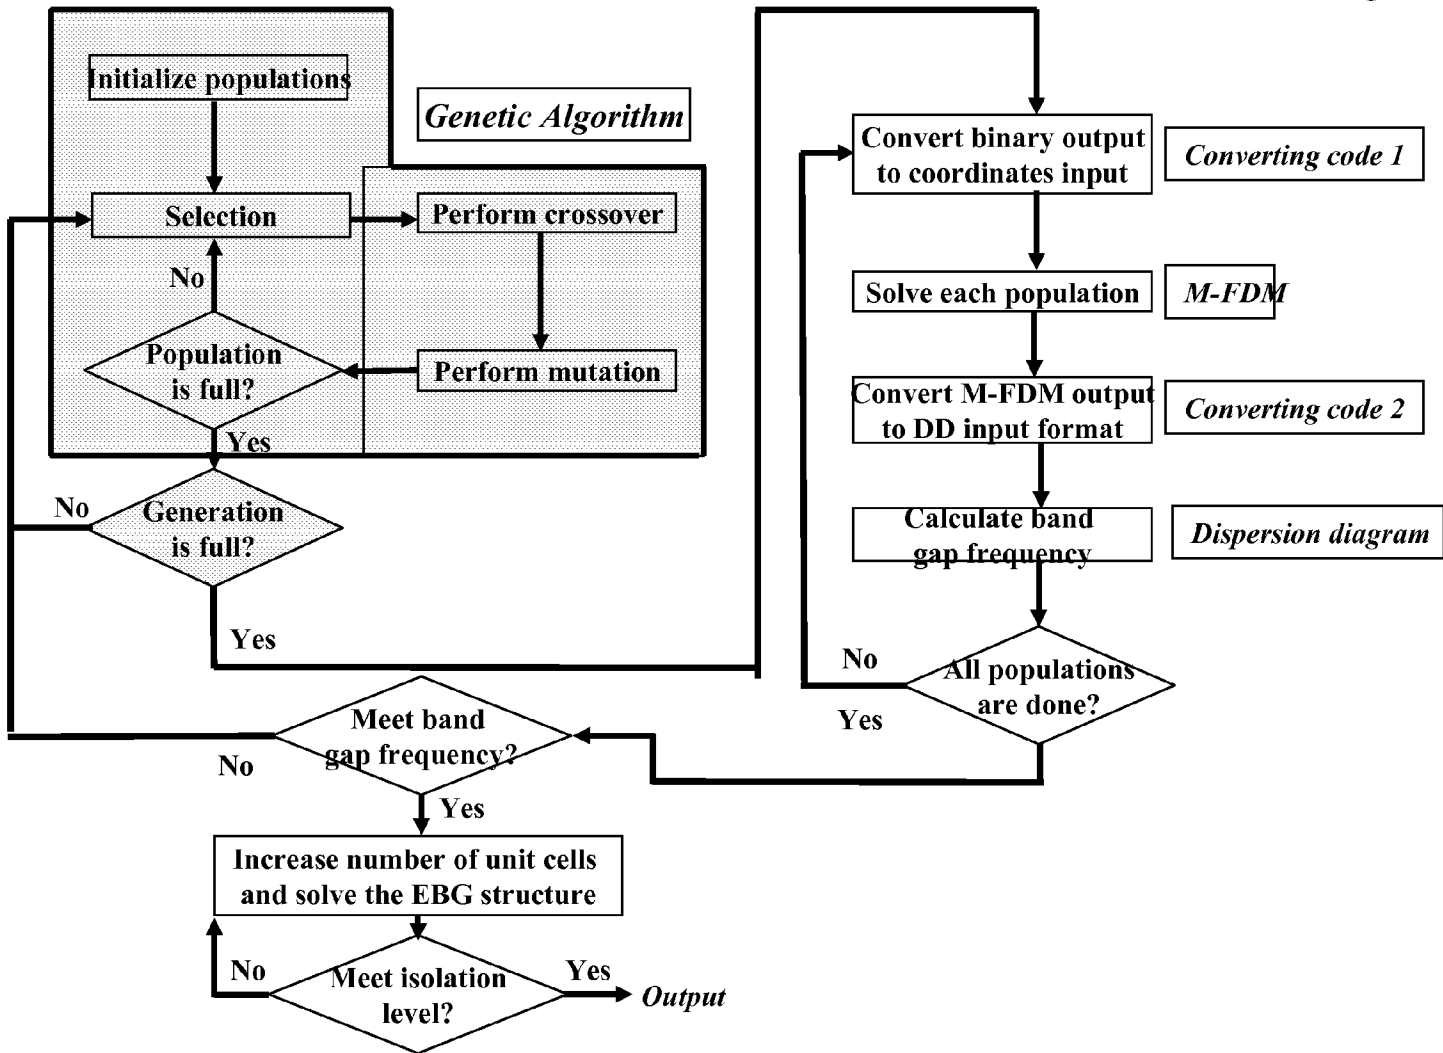 Initialize populations
Genetic Algorithm
Selection
Perform crossover
No
Population
is full?
Perform mutation
Yes
No
Generation
is full?
Yes
Convert binary output
to coordinates input
Converting code 1
Solve each population
M-FDM
Convert M-FDM output
to DD input format
Converting code 2
Calculate band
gap frequency
Dispersion diagram
No
All populations
are done?
Yes
Meet band
gap frequency?
No
Yes
Increase number of unit cells
and solve the EBG structure
No
Meet isolation
level?
Yes
Output